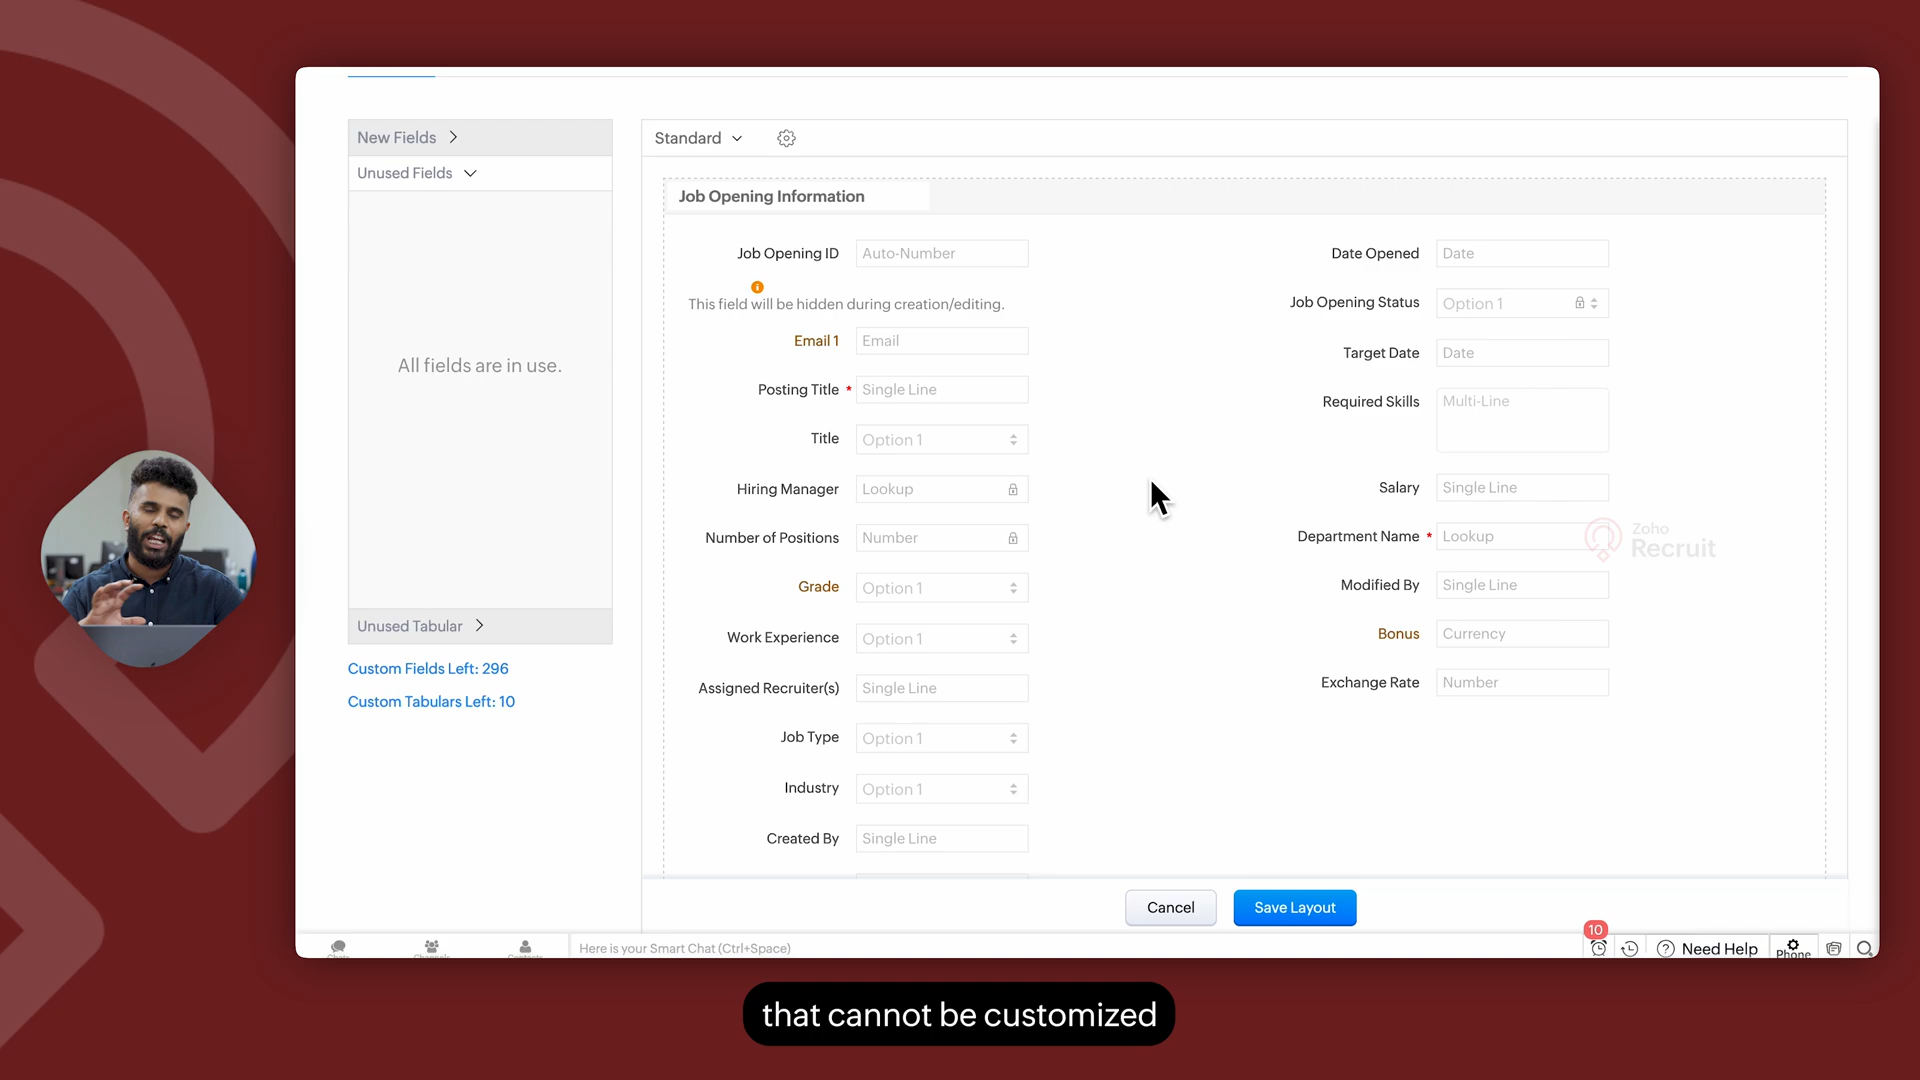 New Fields
Unused Fields
All fields are in use.
Unused Tabular
Custom Fields Left: 296
Custom Tabulars Left: 10
Standard
Job Opening Information
Job Opening ID Auto-Number
This field will be hidden during creation/editing.
Email 1 Email
Posting Title * Single Line
Title Option 1
Hiring Manager Lookup
Number of Positions Number
Grade Option 1
Work Experience Option 1
Assigned Recruiter(s) Single Line
Job Type Option 1
Industry Option 1
Created By Single Line
Date Opened Date
Job Opening Status Option 1
Target Date Date
Required Skills Multi-Line
Salary Single Line
Department Name * Lookup
Modified By Single Line
Bonus Currency
Exchange Rate Number
Zoho
Recruit
Cancel
Save Layout
Chats
Channels
Contacts
Here is your Smart Chat (Ctrl+Space)
10
Need Help
Phone
that cannot be customized